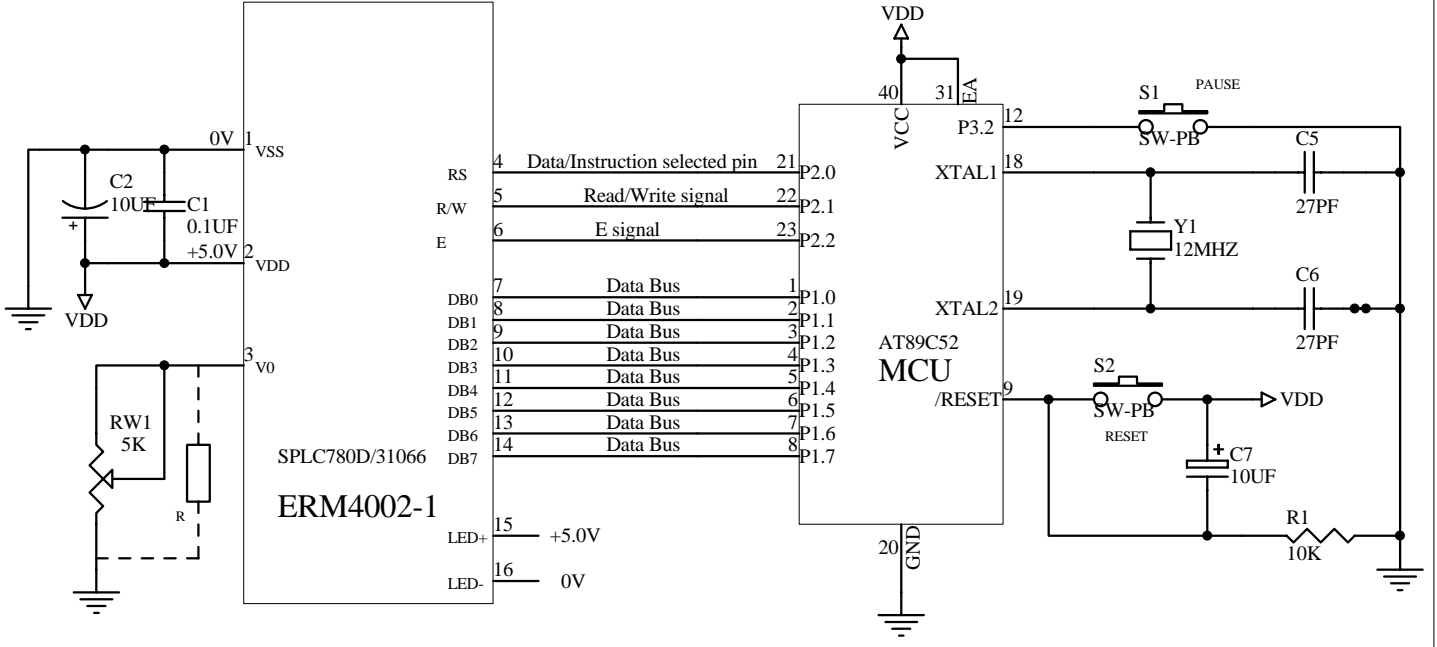 VDD
40
31
EA
VCC
S1
PAUSE
12
P3.2
SW-PB
C5
0V
1
VSS
4
Data/Instruction selected pin
21
RS
P2.0
18
XTAL1
C2
10UF
C1
0.1UF
5
Read/Write signal
22
R/W
P2.1
27PF
6
E signal
23
E
P2.2
Y1
12MHZ
+5.0V
2
VDD
VDD
7
Data Bus
1
DB0
P1.0
8
Data Bus
2
DB1
P1.1
9
Data Bus
3
DB2
P1.2
10
Data Bus
4
DB3
P1.3
11
Data Bus
5
DB4
P1.4
12
Data Bus
6
DB5
P1.5
13
Data Bus
7
DB6
P1.6
14
Data Bus
8
DB7
P1.7
19
XTAL2
C6
27PF
AT89C52
MCU
3
V0
9
/RESET
S2
SW-PB
RESET
VDD
RW1
5K
R
SPLC780D/31066
ERM4002-1
+
C7
10UF
+
15
LED+
+5.0V
16
LED-
0V
20
GND
R1
10K